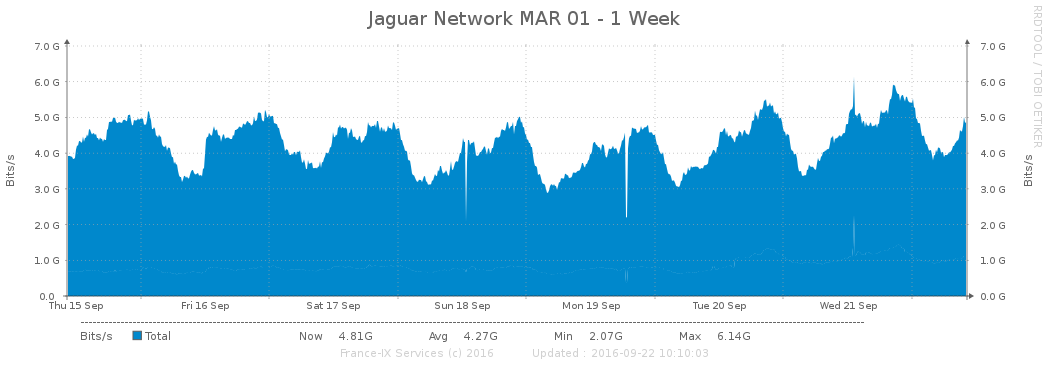 Jaguar Network MAR 01 - 1 Week
RRDTOOL / TOBI OETIKER
7.0 G 7.0 G
6.0 G 6.0 G
5.0 G 5.0 G
4.0 G 4.0 G
3.0 G 3.0 G
2.0 G 2.0 G
1.0 G 1.0 G
0.0 0.0 G
Bits/s
Bits/s
Thu 15 Sep Fri 16 Sep Sat 17 Sep Sun 18 Sep Mon 19 Sep Tue 20 Sep Wed 21 Sep
Bits/s Total Now 4.81G Avg 4.27G Min 2.07G Max 6.14G
France-IX Services (c) 2016 Updated : 2016-09-22 10:10:03